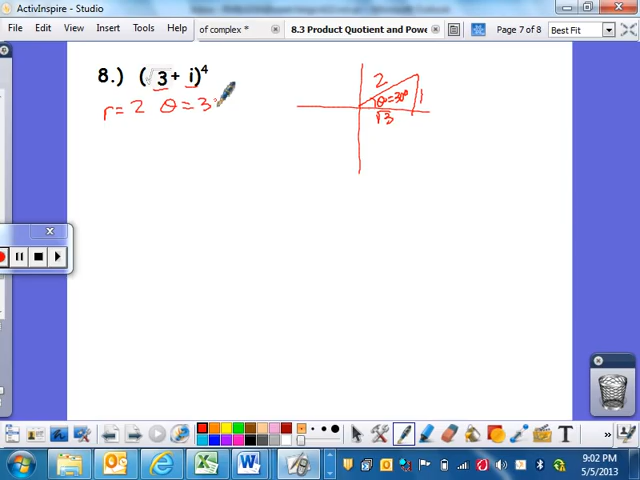 ActivInspire - Studio
File Edit View Insert Tools Help
of complex * 8.3 Product Quotient and Powe Page 7 of 8 Best Fit
8.) (√3 + i)⁴
r = 2 θ = 3
2
θ=30° 1
√3
9:02 PM
5/5/2013